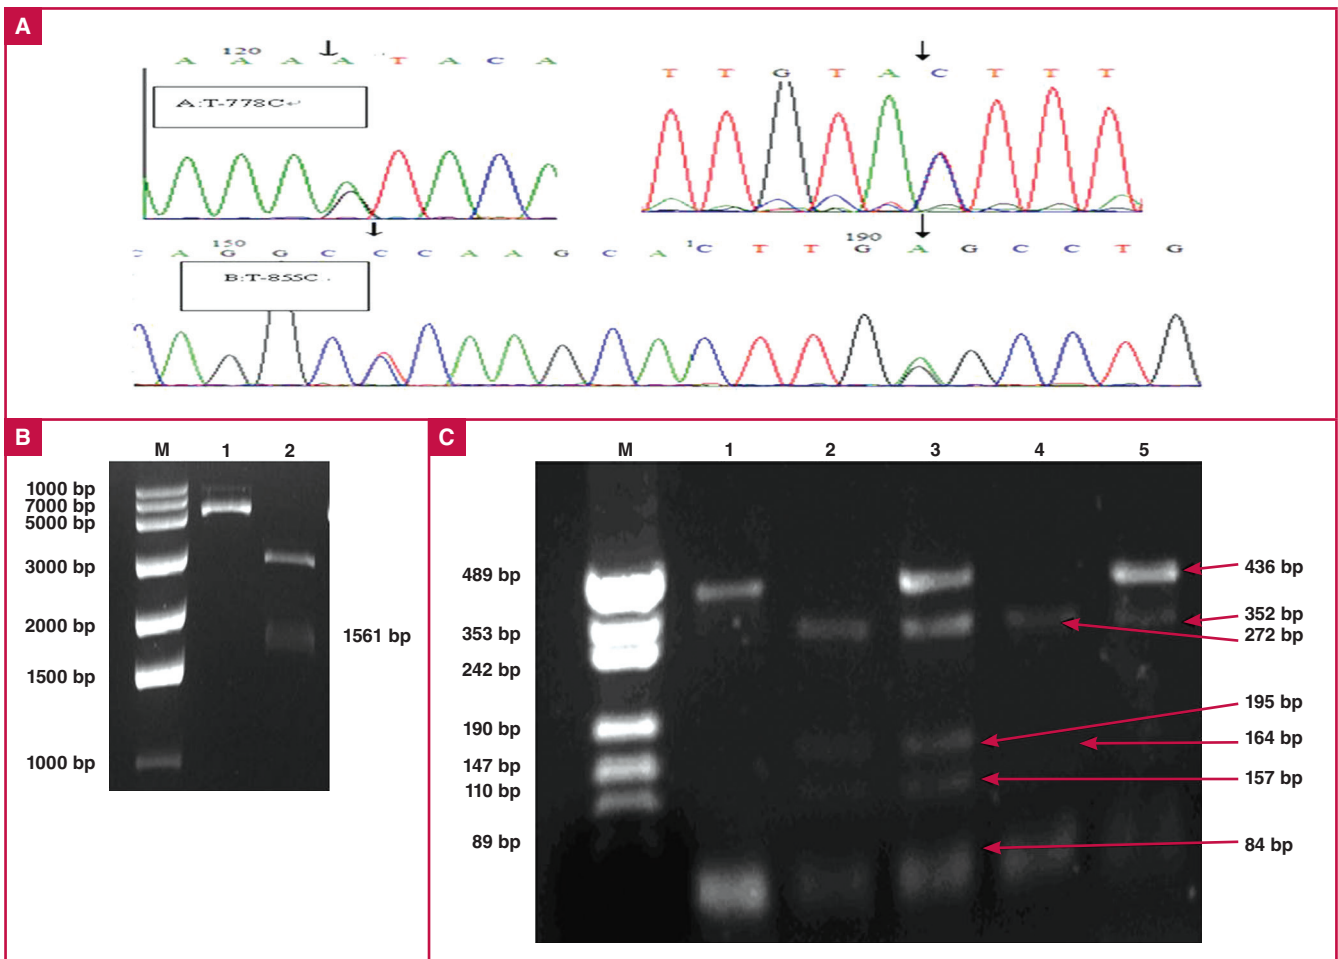 A
120
A A A A T A C A
A:T-778C
T T G T A C T T T
150
C A G G C C C A A G C A
1
190
C T T G A G C C T G
B:T-855C
B
M 1 2
1000 bp
7000 bp
5000 bp
3000 bp
2000 bp
1500 bp
1000 bp
1561 bp
C
M 1 2 3 4 5
489 bp
353 bp
242 bp
190 bp
147 bp
110 bp
89 bp
436 bp
352 bp
272 bp
195 bp
164 bp
157 bp
84 bp